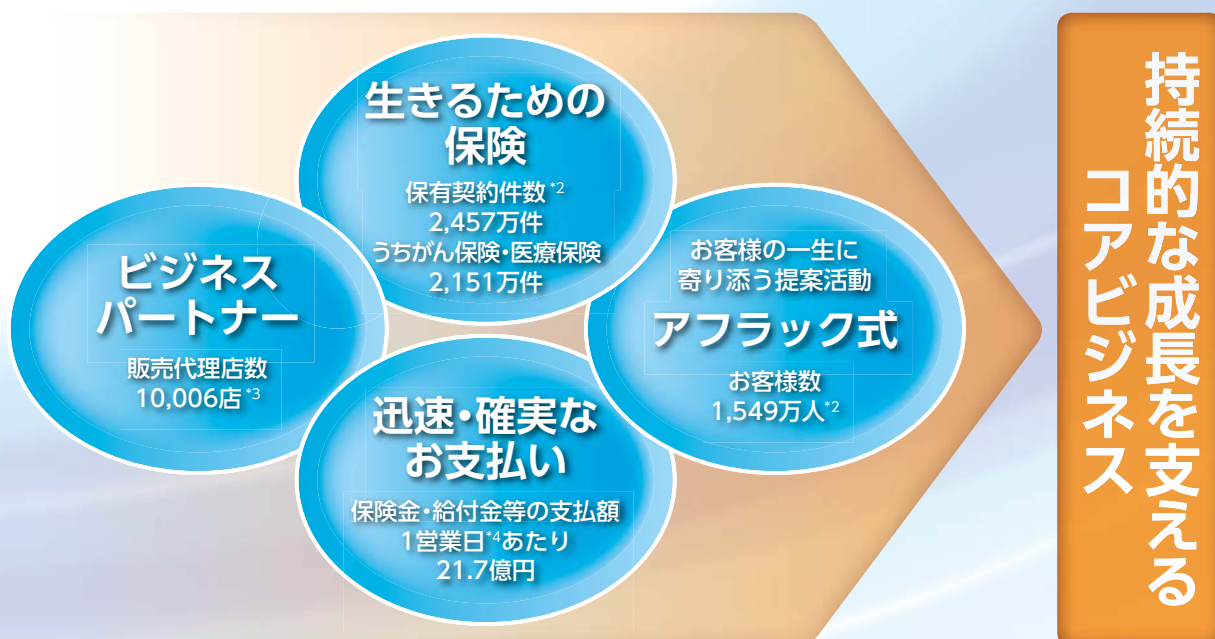 生きるための
保険
保有契約件数*2
2,457万件
うちがん保険・医療保険
2,151万件
ビジネス
パートナー
販売代理店数
10,006店*3
お客様の一生に
寄り添う提案活動
アフラック式
お客様数
1,549万人*2
迅速・確実な
お支払い
保険金・給付金等の支払額
1営業日*4あたり
21.7億円
持続的な成長を支える
コアビジネス